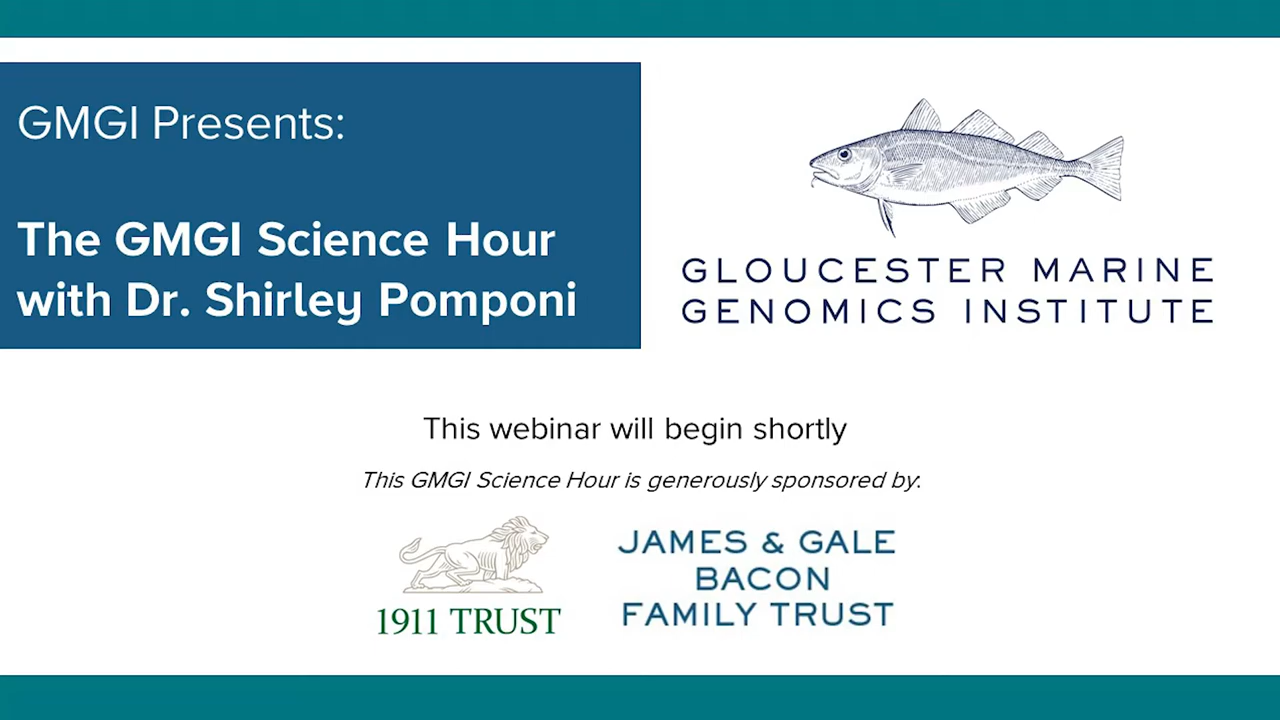 GMGI Presents:
The GMGI Science Hour
with Dr. Shirley Pomponi
GLOUCESTER MARINE
GENOMICS INSTITUTE
This webinar will begin shortly
This GMGI Science Hour is generously sponsored by:
1911 TRUST
JAMES & GALE
BACON
FAMILY TRUST